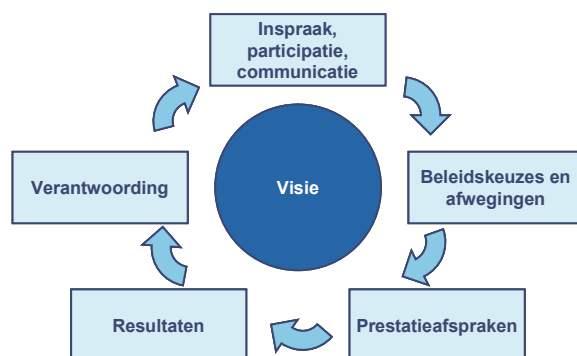 Inspraak,
participatie,
communicatie
Verantwoording
Visie
Beleidskeuzes en
afwegingen
Resultaten
Prestatieafspraken